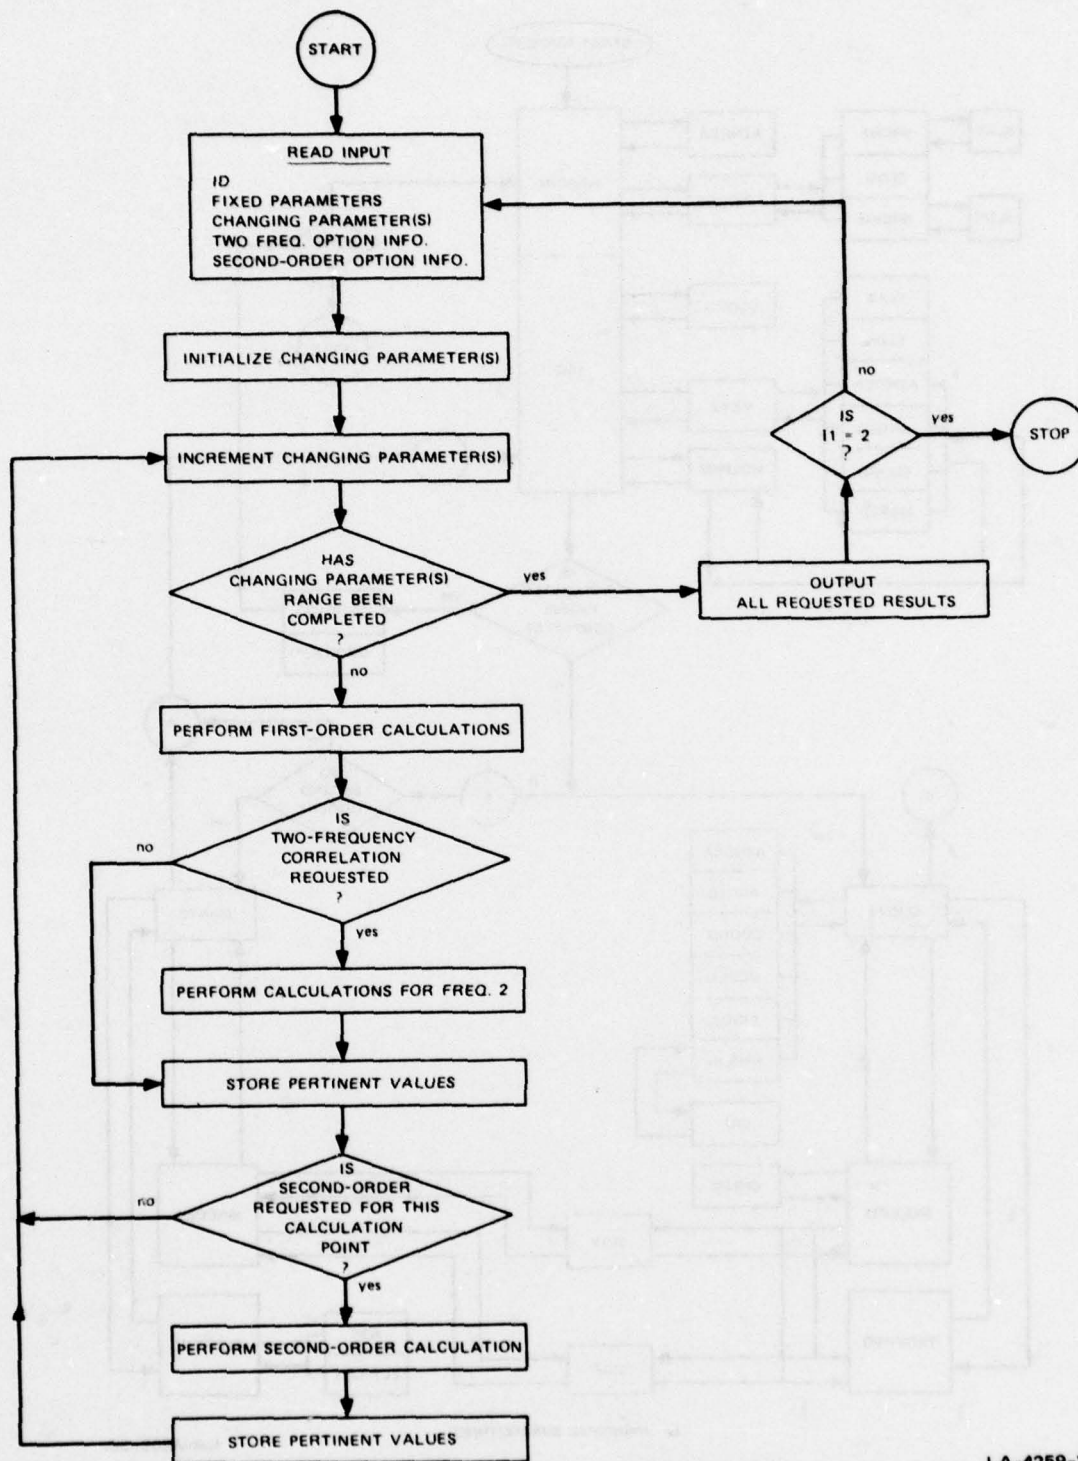 START
READ INPUT
ID
FIXED PARAMETERS
CHANGING PARAMETER(S)
TWO FREQ. OPTION INFO.
SECOND-ORDER OPTION INFO.
INITIALIZE CHANGING PARAMETER(S)
INCREMENT CHANGING PARAMETER(S)
HAS
CHANGING PARAMETER(S)
RANGE BEEN
COMPLETED
?
yes
no
OUTPUT
ALL REQUESTED RESULTS
IS
I1 = 2
?
no
yes
STOP
PERFORM FIRST-ORDER CALCULATIONS
IS
TWO-FREQUENCY
CORRELATION
REQUESTED
?
no
yes
PERFORM CALCULATIONS FOR FREQ. 2
STORE PERTINENT VALUES
IS
SECOND-ORDER
REQUESTED FOR THIS
CALCULATION
POINT
?
no
yes
PERFORM SECOND-ORDER CALCULATION
STORE PERTINENT VALUES